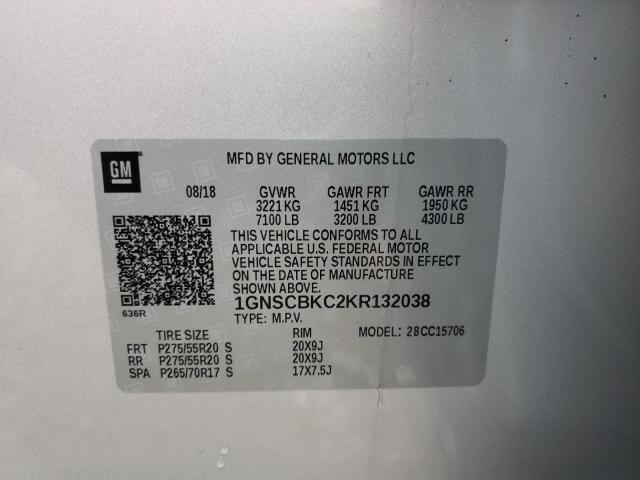 GM
MFD BY GENERAL MOTORS LLC
08/18 GVWR GAWR FRT GAWR RR
3221 KG 1451 KG 1950 KG
7100 LB 3200 LB 4300 LB
THIS VEHICLE CONFORMS TO ALL
APPLICABLE U.S. FEDERAL MOTOR
VEHICLE SAFETY STANDARDS IN EFFECT
ON THE DATE OF MANUFACTURE
SHOWN ABOVE.
1GNSCBKC2KR132038
636R
TYPE: M.P.V.
TIRE SIZE RIM MODEL: 28CC15706
FRT P275/55R20 S 20X9J
RR P275/55R20 S 20X9J
SPA P265/70R17 S 17X7.5J